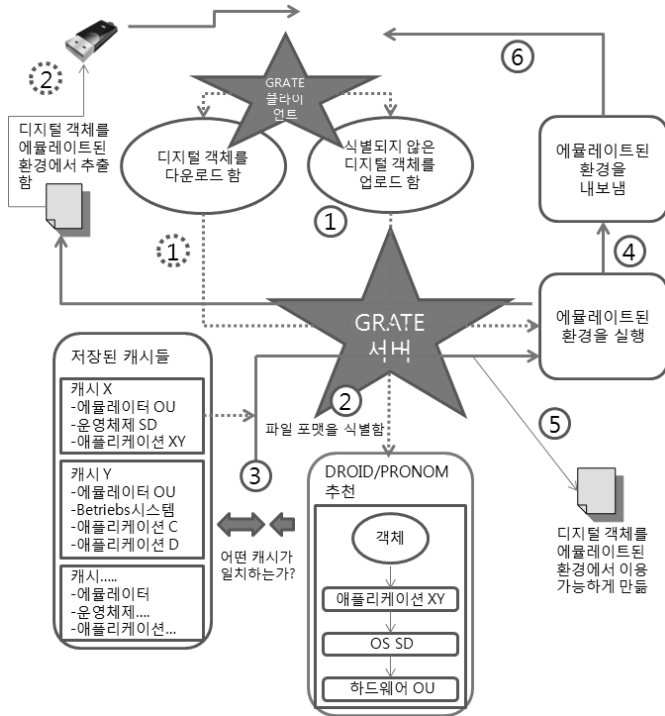 GRATE
클라이
언트
⑥
②
디지털 객체를
에뮬레이트된
환경에서 추출
함
디지털 객체를
다운로드 함
식별되지 않은
디지털 객체를
업로드 함
에뮬레이트된
환경을
내보냄
①
①
④
GRATE
서버
에뮬레이트된
환경을 실행
저장된 캐시들
캐시 X
-에뮬레이터 OU
-운영체제 SD
-애플리케이션 XY
②
파일 포맷을 식별함
③
⑤
캐시 Y
-에뮬레이터 OU
-Betriebs시스템
-애플리케이션 C
-애플리케이션 D
어떤 캐시가
일치하는가?
캐시.....
-에뮬레이터
-운영체제....
-애플리케이션...
DROID/PRONOM
추천
객체
애플리케이션 XY
OS SD
하드웨어 OU
디지털 객체를
에뮬레이트된
환경에서 이용
가능하게 만듦